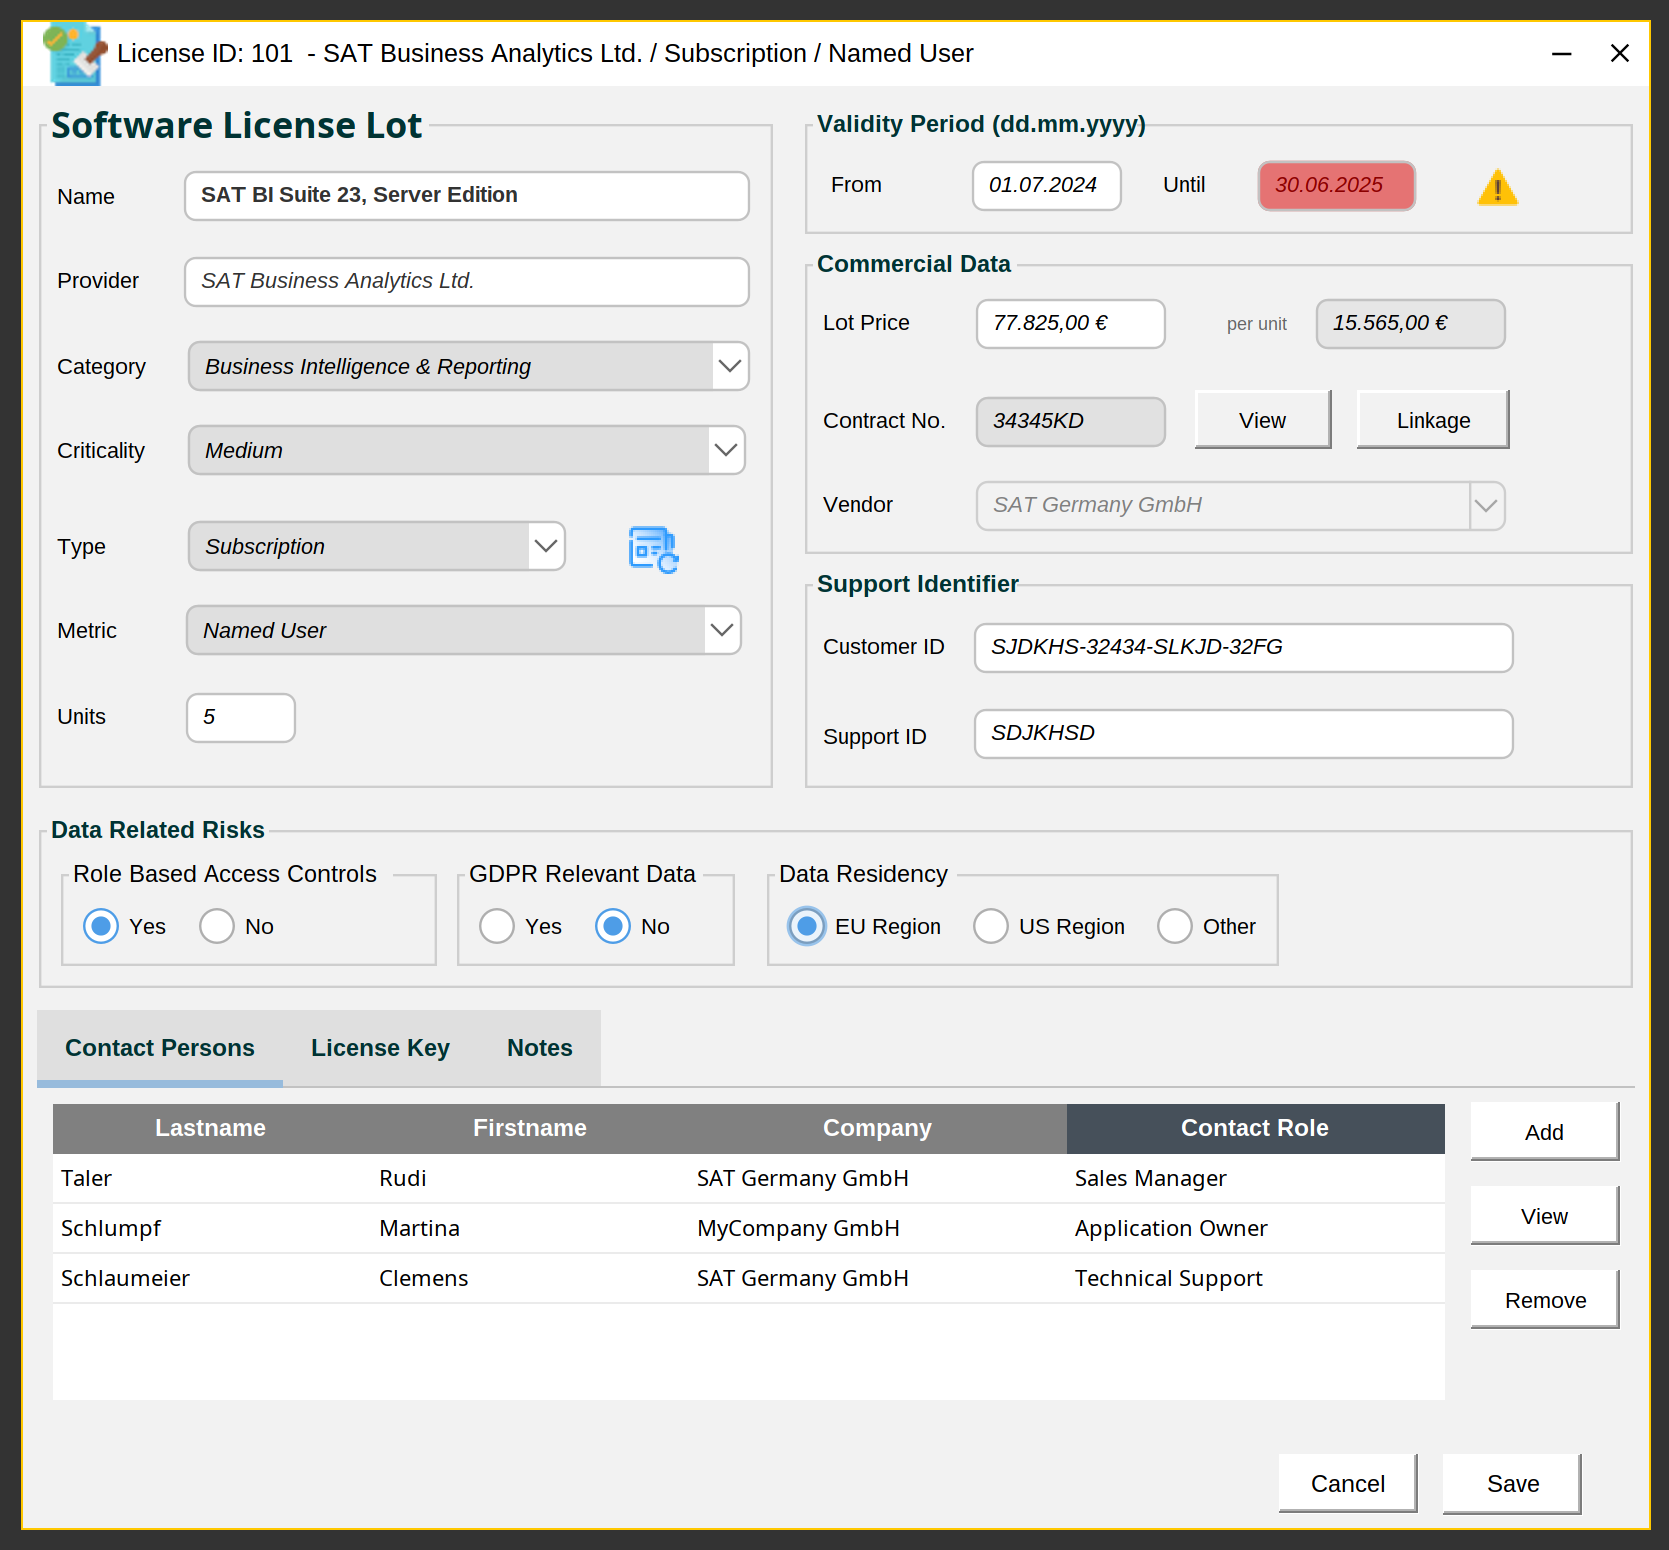 License ID: 101  - SAT Business Analytics Ltd. / Subscription / Named User
Software License Lot
Name
SAT BI Suite 23, Server Edition
Provider
SAT Business Analytics Ltd.
Category
Business Intelligence & Reporting
Criticality
Medium
Type
Subscription
Metric
Named User
Units
5
Validity Period (dd.mm.yyyy)
From 01.07.2024 Until 30.06.2025
Commercial Data
Lot Price 77.825,00 € per unit 15.565,00 €
Contract No. 34345KD View Linkage
Vendor SAT Germany GmbH
Support Identifier
Customer ID SJDKHS-32434-SLKJD-32FG
Support ID SDJKHSD
Data Related Risks
Role Based Access Controls
Yes No
GDPR Relevant Data
Yes No
Data Residency
EU Region US Region Other
Contact Persons License Key Notes
Lastname Firstname Company Contact Role
Taler Rudi SAT Germany GmbH Sales Manager
Schlumpf Martina MyCompany GmbH Application Owner
Schlaumeier Clemens SAT Germany GmbH Technical Support
Add
View
Remove
Cancel Save